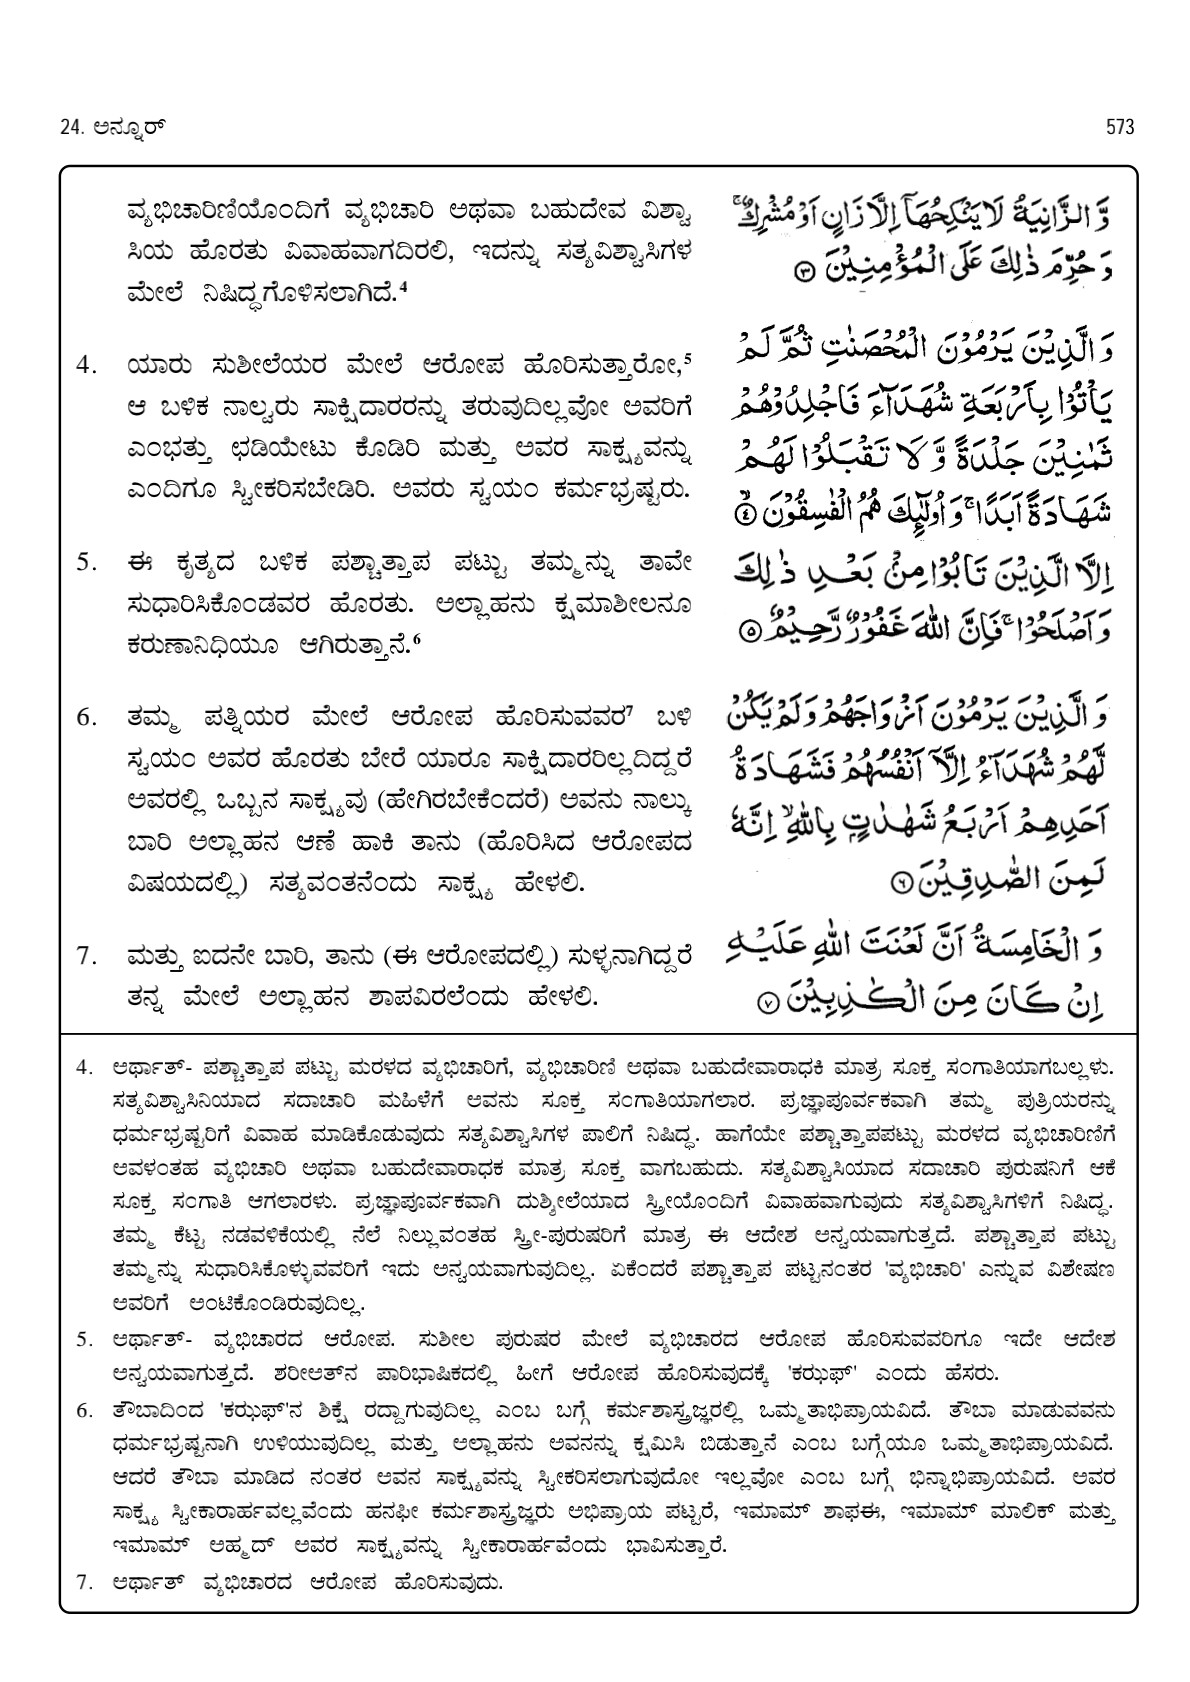 24. ಅನ್ನೂರ್
573
ವ್ಯಭಿಚಾರಿಣಿಯೊಂದಿಗೆ ವ್ಯಭಿಚಾರಿ ಅಥವಾ ಬಹುದೇವ ವಿಶ್ವಾ
ಸಿಯ ಹೊರತು ವಿವಾಹವಾಗದಿರಲಿ, ಇದನ್ನು ಸತ್ಯವಿಶ್ವಾಸಿಗಳ
ಮೇಲೆ ನಿಷಿದ್ಧಗೊಳಿಸಲಾಗಿದೆ.⁴
وَّ الزَّانِيَةُ لَا يَنْكِحُهَاۤ اِلَّا زَانٍ اَوْ مُشْرِكٌ ۚ
وَ حُرِّمَ ذٰلِكَ عَلَى الْمُؤْمِنِيْنَ ۝۳
4. ಯಾರು ಸುಶೀಲೆಯರ ಮೇಲೆ ಆರೋಪ ಹೊರಿಸುತ್ತಾರೋ,⁵
ಆ ಬಳಿಕ ನಾಲ್ವರು ಸಾಕ್ಷಿದಾರರನ್ನು ತರುವುದಿಲ್ಲವೋ ಅವರಿಗೆ
ಎಂಭತ್ತು ಛಡಿಯೇಟು ಕೊಡಿರಿ ಮತ್ತು ಅವರ ಸಾಕ್ಷ್ಯವನ್ನು
ಎಂದಿಗೂ ಸ್ವೀಕರಿಸಬೇಡಿರಿ. ಅವರು ಸ್ವಯಂ ಕರ್ಮಭ್ರಷ್ಟರು.
وَ الَّذِيْنَ يَرْمُوْنَ الْمُحْصَنٰتِ ثُمَّ لَمْ
يَاْتُوْا بِاَرْبَعَةِ شُهَدَآءَ فَاجْلِدُوْهُمْ
ثَمٰنِيْنَ جَلْدَةً وَّ لَا تَقْبَلُوْا لَهُمْ
شَهَادَةً اَبَدًا ۚ وَ اُولٰٓئِكَ هُمُ الْفٰسِقُوْنَ ۙ۝۴
5. ಈ ಕೃತ್ಯದ ಬಳಿಕ ಪಶ್ಚಾತ್ತಾಪ ಪಟ್ಟು ತಮ್ಮನ್ನು ತಾವೇ
ಸುಧಾರಿಸಿಕೊಂಡವರ ಹೊರತು. ಅಲ್ಲಾಹನು ಕ್ಷಮಾಶೀಲನೂ
ಕರುಣಾನಿಧಿಯೂ ಆಗಿರುತ್ತಾನೆ.⁶
اِلَّا الَّذِيْنَ تَابُوْا مِنْۢ بَعْدِ ذٰلِكَ
وَ اَصْلَحُوْا ۚ فَاِنَّ اللّٰهَ غَفُوْرٌ رَّحِيْمٌ ۝۵
6. ತಮ್ಮ ಪತ್ನಿಯರ ಮೇಲೆ ಆರೋಪ ಹೊರಿಸುವವರ⁷ ಬಳಿ
ಸ್ವಯಂ ಅವರ ಹೊರತು ಬೇರೆ ಯಾರೂ ಸಾಕ್ಷಿದಾರರಿಲ್ಲದಿದ್ದರೆ
ಅವರಲ್ಲಿ ಒಬ್ಬನ ಸಾಕ್ಷ್ಯವು (ಹೇಗಿರಬೇಕೆಂದರೆ) ಅವನು ನಾಲ್ಕು
ಬಾರಿ ಅಲ್ಲಾಹನ ಆಣೆ ಹಾಕಿ ತಾನು (ಹೊರಿಸಿದ ಆರೋಪದ
ವಿಷಯದಲ್ಲಿ) ಸತ್ಯವಂತನೆಂದು ಸಾಕ್ಷ್ಯ ಹೇಳಲಿ.
وَ الَّذِيْنَ يَرْمُوْنَ اَزْوَاجَهُمْ وَ لَمْ يَكُنْ
لَّهُمْ شُهَدَآءُ اِلَّاۤ اَنْفُسُهُمْ فَشَهَادَةُ
اَحَدِهِمْ اَرْبَعُ شَهٰدٰتٍۭ بِاللّٰهِ ۙ اِنَّهٗ
لَمِنَ الصّٰدِقِيْنَ ۝۶
7. ಮತ್ತು ಐದನೇ ಬಾರಿ, ತಾನು (ಈ ಆರೋಪದಲ್ಲಿ) ಸುಳ್ಳನಾಗಿದ್ದರೆ
ತನ್ನ ಮೇಲೆ ಅಲ್ಲಾಹನ ಶಾಪವಿರಲೆಂದು ಹೇಳಲಿ.
وَ الْخَامِسَةُ اَنَّ لَعْنَتَ اللّٰهِ عَلَيْهِ
اِنْ كَانَ مِنَ الْكٰذِبِيْنَ ۝۷
4. ಅರ್ಥಾತ್- ಪಶ್ಚಾತ್ತಾಪ ಪಟ್ಟು ಮರಳದ ವ್ಯಭಿಚಾರಿಗೆ, ವ್ಯಭಿಚಾರಿಣಿ ಅಥವಾ ಬಹುದೇವಾರಾಧಕಿ ಮಾತ್ರ ಸೂಕ್ತ ಸಂಗಾತಿಯಾಗಬಲ್ಲಳು.
ಸತ್ಯವಿಶ್ವಾಸಿನಿಯಾದ ಸದಾಚಾರಿ ಮಹಿಳೆಗೆ ಅವನು ಸೂಕ್ತ ಸಂಗಾತಿಯಾಗಲಾರ. ಪ್ರಜ್ಞಾಪೂರ್ವಕವಾಗಿ ತಮ್ಮ ಪುತ್ರಿಯರನ್ನು
ಧರ್ಮಭ್ರಷ್ಟರಿಗೆ ವಿವಾಹ ಮಾಡಿಕೊಡುವುದು ಸತ್ಯವಿಶ್ವಾಸಿಗಳ ಪಾಲಿಗೆ ನಿಷಿದ್ಧ. ಹಾಗೆಯೇ ಪಶ್ಚಾತ್ತಾಪಪಟ್ಟು ಮರಳದ ವ್ಯಭಿಚಾರಿಣಿಗೆ
ಅವಳಂತಹ ವ್ಯಭಿಚಾರಿ ಅಥವಾ ಬಹುದೇವಾರಾಧಕ ಮಾತ್ರ ಸೂಕ್ತ ವಾಗಬಹುದು. ಸತ್ಯವಿಶ್ವಾಸಿಯಾದ ಸದಾಚಾರಿ ಪುರುಷನಿಗೆ ಆಕೆ
ಸೂಕ್ತ ಸಂಗಾತಿ ಆಗಲಾರಳು. ಪ್ರಜ್ಞಾಪೂರ್ವಕವಾಗಿ ದುಶ್ಶೀಲೆಯಾದ ಸ್ತ್ರೀಯೊಂದಿಗೆ ವಿವಾಹವಾಗುವುದು ಸತ್ಯವಿಶ್ವಾಸಿಗಳಿಗೆ ನಿಷಿದ್ಧ.
ತಮ್ಮ ಕೆಟ್ಟ ನಡವಳಿಕೆಯಲ್ಲಿ ನೆಲೆ ನಿಲ್ಲುವಂತಹ ಸ್ತ್ರೀ-ಪುರುಷರಿಗೆ ಮಾತ್ರ ಈ ಆದೇಶ ಅನ್ವಯವಾಗುತ್ತದೆ. ಪಶ್ಚಾತ್ತಾಪ ಪಟ್ಟು
ತಮ್ಮನ್ನು ಸುಧಾರಿಸಿಕೊಳ್ಳುವವರಿಗೆ ಇದು ಅನ್ವಯವಾಗುವುದಿಲ್ಲ. ಏಕೆಂದರೆ ಪಶ್ಚಾತ್ತಾಪ ಪಟ್ಟನಂತರ 'ವ್ಯಭಿಚಾರಿ' ಎನ್ನುವ ವಿಶೇಷಣ
ಅವರಿಗೆ ಅಂಟಿಕೊಂಡಿರುವುದಿಲ್ಲ.
5. ಅರ್ಥಾತ್- ವ್ಯಭಿಚಾರದ ಆರೋಪ. ಸುಶೀಲ ಪುರುಷರ ಮೇಲೆ ವ್ಯಭಿಚಾರದ ಆರೋಪ ಹೊರಿಸುವವರಿಗೂ ಇದೇ ಆದೇಶ
ಅನ್ವಯವಾಗುತ್ತದೆ. ಶರೀಅತ್‌ನ ಪಾರಿಭಾಷಿಕದಲ್ಲಿ ಹೀಗೆ ಆರೋಪ ಹೊರಿಸುವುದಕ್ಕೆ 'ಕಝಫ್' ಎಂದು ಹೆಸರು.
6. ತೌಬಾದಿಂದ 'ಕಝಫ್'ನ ಶಿಕ್ಷೆ ರದ್ದಾಗುವುದಿಲ್ಲ ಎಂಬ ಬಗ್ಗೆ ಕರ್ಮಶಾಸ್ತ್ರಜ್ಞರಲ್ಲಿ ಒಮ್ಮತಾಭಿಪ್ರಾಯವಿದೆ. ತೌಬಾ ಮಾಡುವವನು
ಧರ್ಮಭ್ರಷ್ಟನಾಗಿ ಉಳಿಯುವುದಿಲ್ಲ ಮತ್ತು ಅಲ್ಲಾಹನು ಅವನನ್ನು ಕ್ಷಮಿಸಿ ಬಿಡುತ್ತಾನೆ ಎಂಬ ಬಗ್ಗೆಯೂ ಒಮ್ಮತಾಭಿಪ್ರಾಯವಿದೆ.
ಆದರೆ ತೌಬಾ ಮಾಡಿದ ನಂತರ ಅವನ ಸಾಕ್ಷ್ಯವನ್ನು ಸ್ವೀಕರಿಸಲಾಗುವುದೋ ಇಲ್ಲವೋ ಎಂಬ ಬಗ್ಗೆ ಭಿನ್ನಾಭಿಪ್ರಾಯವಿದೆ. ಅವರ
ಸಾಕ್ಷ್ಯ ಸ್ವೀಕಾರಾರ್ಹವಲ್ಲವೆಂದು ಹನಫೀ ಕರ್ಮಶಾಸ್ತ್ರಜ್ಞರು ಅಭಿಪ್ರಾಯ ಪಟ್ಟರೆ, ಇಮಾಮ್ ಶಾಫಈ, ಇಮಾಮ್ ಮಾಲಿಕ್ ಮತ್ತು
ಇಮಾಮ್ ಅಹ್ಮದ್ ಅವರ ಸಾಕ್ಷ್ಯವನ್ನು ಸ್ವೀಕಾರಾರ್ಹವೆಂದು ಭಾವಿಸುತ್ತಾರೆ.
7. ಅರ್ಥಾತ್ ವ್ಯಭಿಚಾರದ ಆರೋಪ ಹೊರಿಸುವುದು.